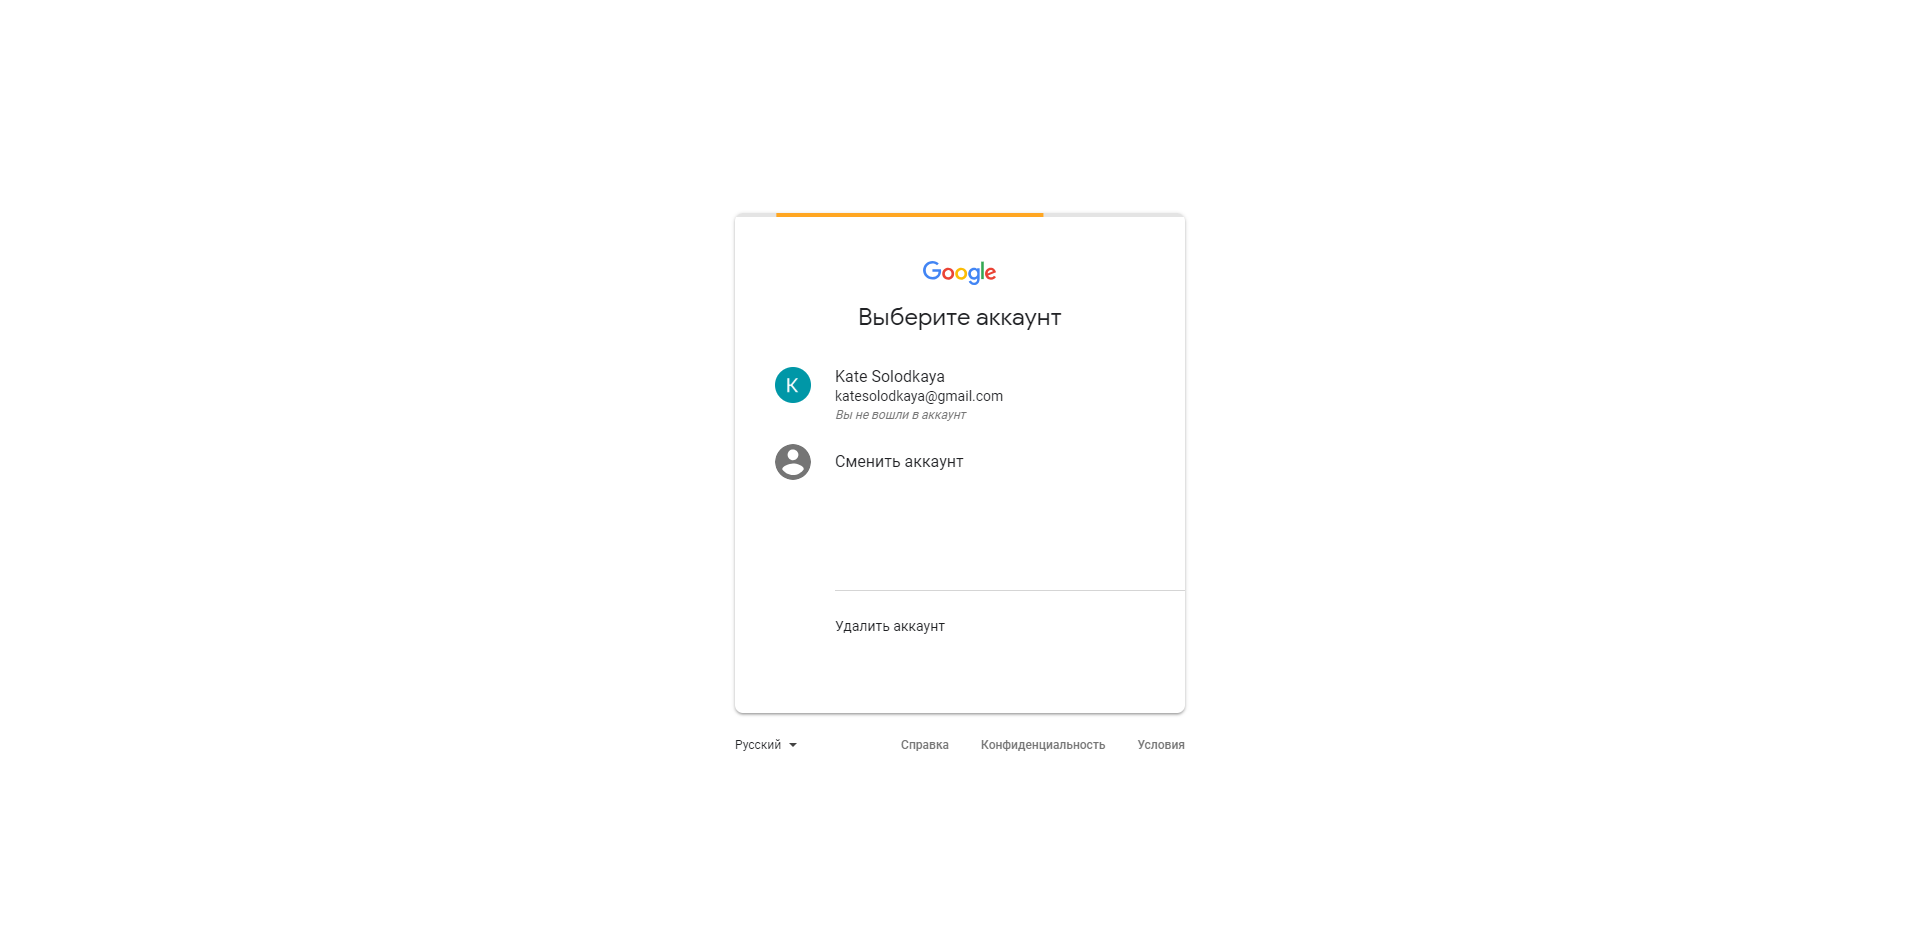 Google
Выберите аккаунт
K
Kate Solodkaya
katesolodkaya@gmail.com
Вы не вошли в аккаунт
Сменить аккаунт
Удалить аккаунт
Русский
Справка
Конфиденциальность
Условия